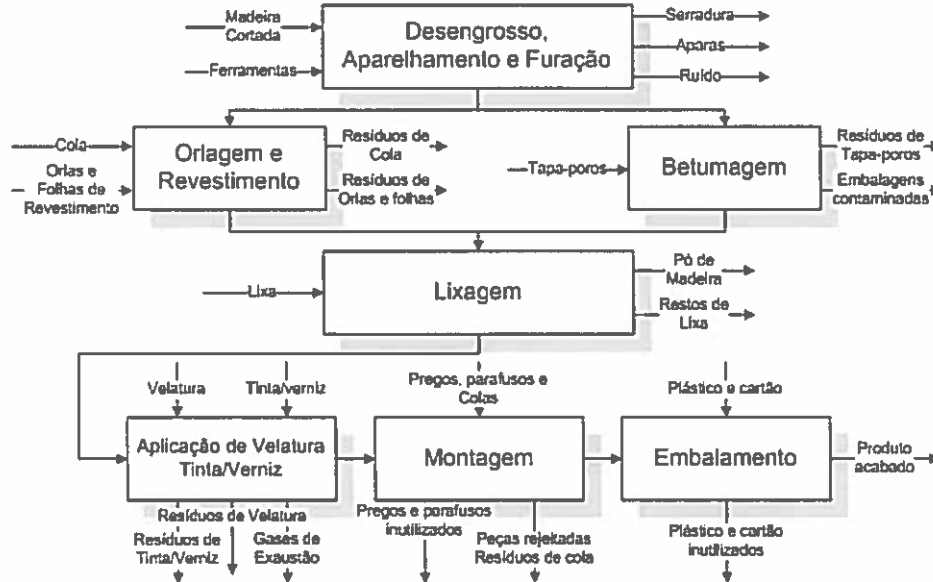 Madeira
Cortada
Ferramentas
Desengrosso,
Aparelhamento e Furação
Serradura
Aparas
Ruído
Cola
Orlas e
Folhas de
Revestimento
Orlagem e
Revestimento
Resíduos de
Cola
Resíduos de
Orlas e folhas
Tapa-poros
Betumagem
Resíduos de
Tapa-poros
Embalagens
contaminadas
Lixa
Lixagem
Pó de
Madeira
Restos de
Lixa
Velatura
Tinta/verniz
Pregos, parafusos e
Colas
Plástico e cartão
Aplicação de Velatura
Tinta/Verniz
Montagem
Embalamento
Produto
acabado
Resíduos de Velatura
Resíduos de
Tinta/Verniz
Gases de
Exaustão
Pregos e parafusos
inutilizados
Peças rejeitadas
Resíduos de cola
Plástico e cartão
inutilizados